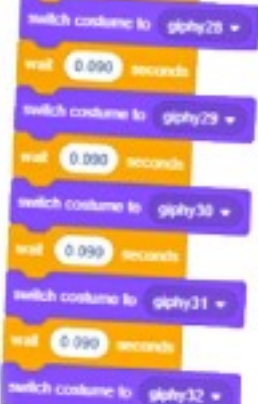 switch costume to giphy28
wait 0.090 seconds
switch costume to giphy29
wait 0.090 seconds
switch costume to giphy30
wait 0.090 seconds
switch costume to giphy31
wait 0.090 seconds
switch costume to giphy32